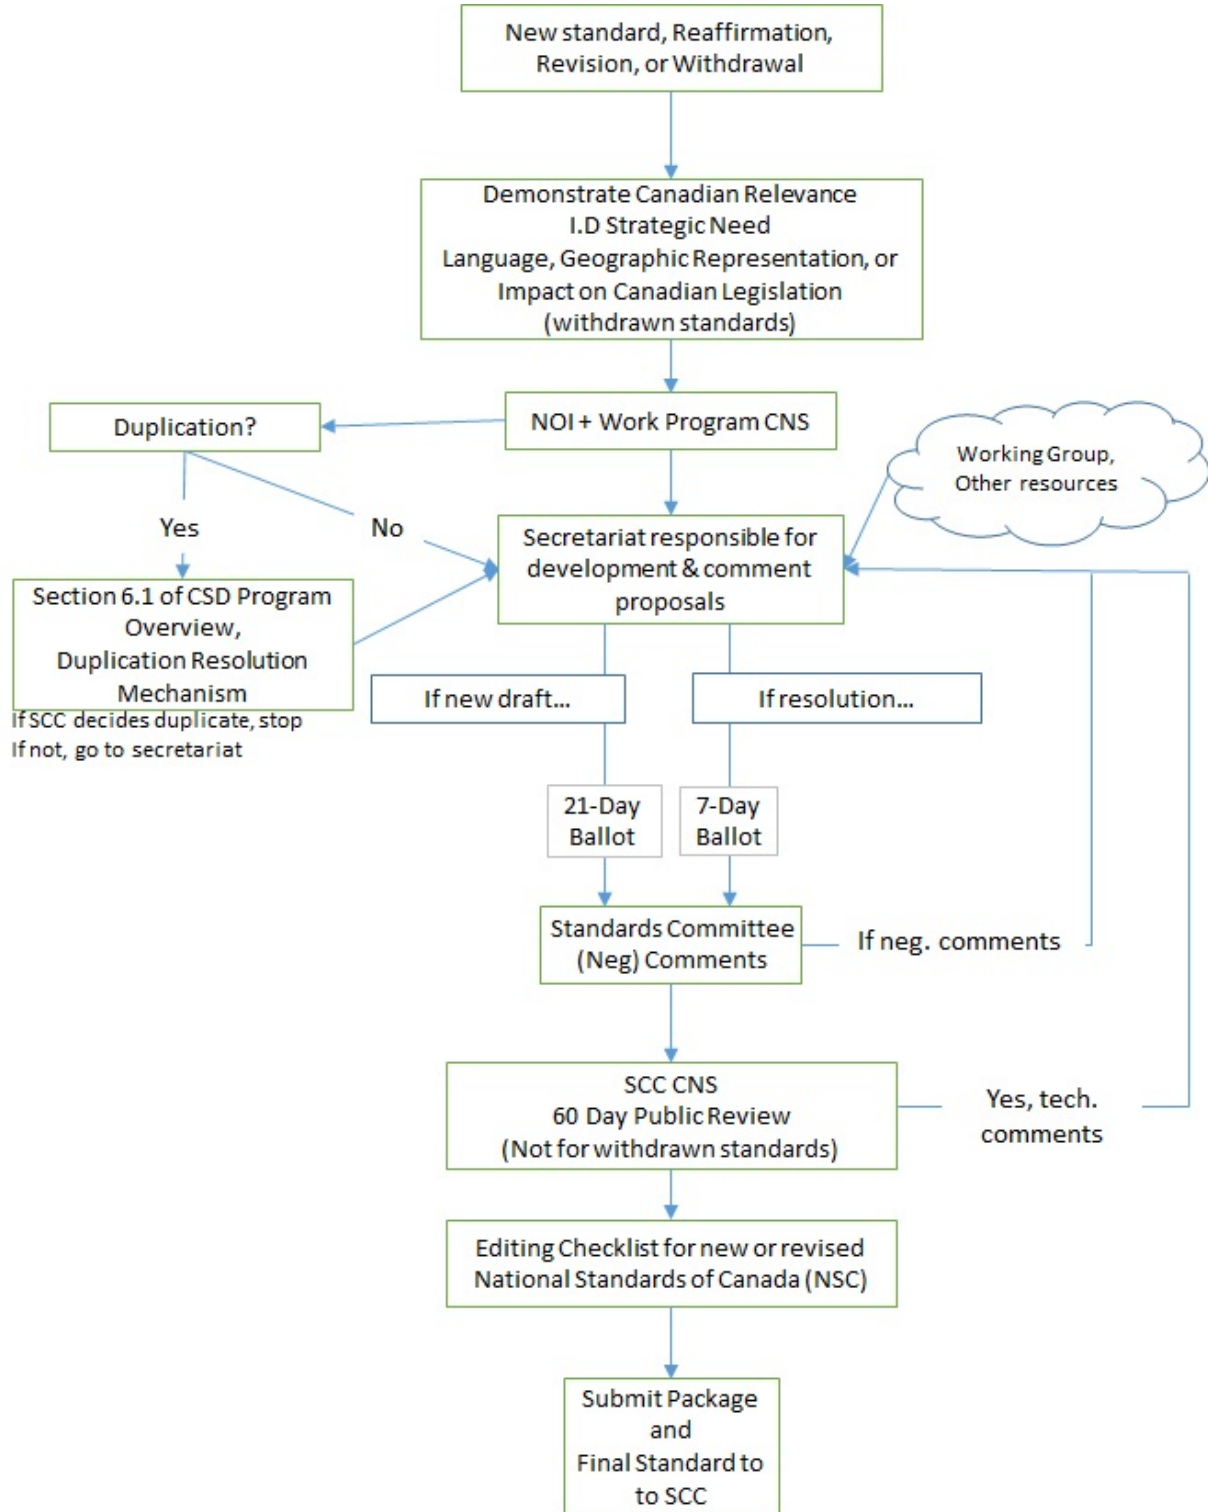 New standard, Reaffirmation,
Revision, or Withdrawal
Demonstrate Canadian Relevance
I.D Strategic Need
Language, Geographic Representation, or
Impact on Canadian Legislation
(withdrawn standards)
Duplication?
NOI + Work Program CNS
Working Group,
Other resources
Yes
No
Secretariat responsible for
development & comment
proposals
Section 6.1 of CSD Program
Overview,
Duplication Resolution
Mechanism
If SCC decides duplicate, stop
If not, go to secretariat
If new draft...
If resolution...
21-Day
Ballot
7-Day
Ballot
Standards Committee
(Neg) Comments
If neg. comments
SCC CNS
60 Day Public Review
(Not for withdrawn standards)
Yes, tech.
comments
Editing Checklist for new or revised
National Standards of Canada (NSC)
Submit Package
and
Final Standard to
to SCC